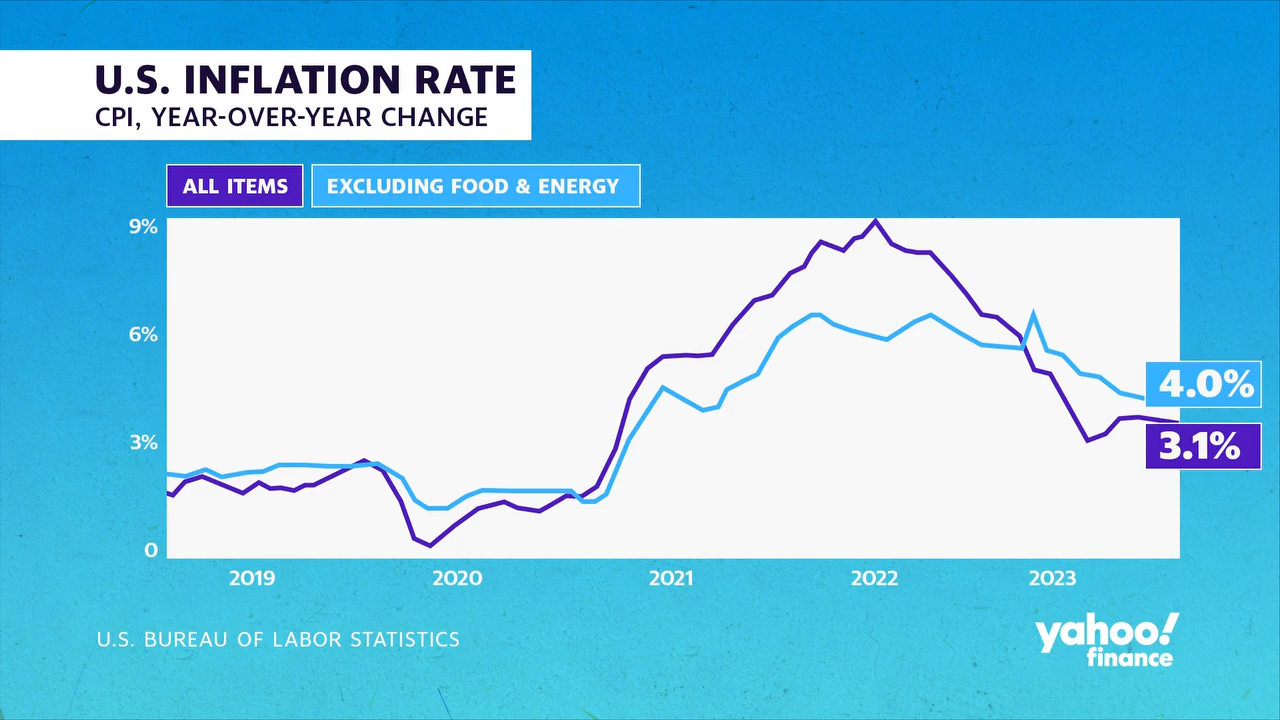 U.S. INFLATION RATE
CPI, YEAR-OVER-YEAR CHANGE
ALL ITEMS EXCLUDING FOOD & ENERGY
9%
6%
4.0%
3%
3.1%
0
2019 2020 2021 2022 2023
U.S. BUREAU OF LABOR STATISTICS
yahoo!
finance